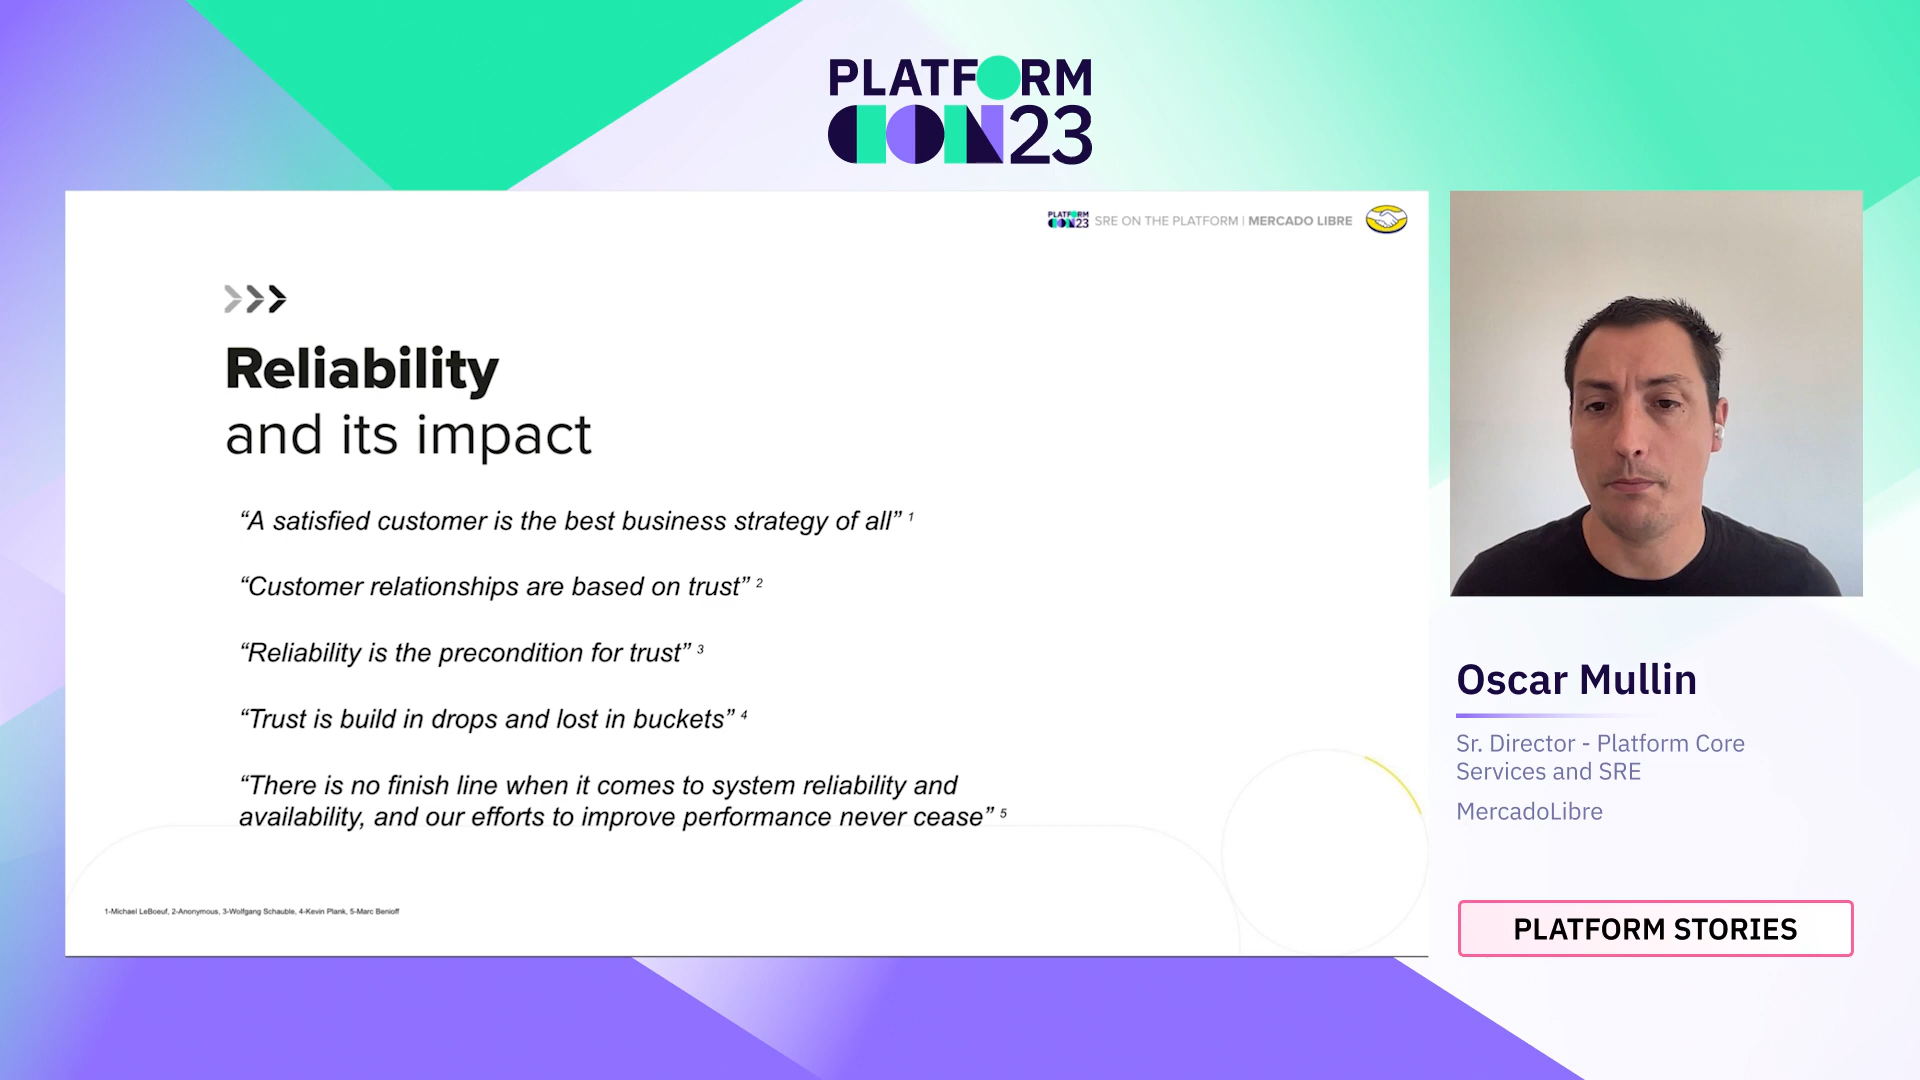 PLATFORM
CON23
PLATFORM
CON23
SRE ON THE PLATFORM | MERCADO LIBRE
Reliability
and its impact
“A satisfied customer is the best business strategy of all” 1
“Customer relationships are based on trust” 2
“Reliability is the precondition for trust” 3
“Trust is build in drops and lost in buckets” 4
“There is no finish line when it comes to system reliability and
availability, and our efforts to improve performance never cease” 5
1-Michael LeBoeuf, 2-Anonymous, 3-Wolfgang Schauble, 4-Kevin Plank, 5-Marc Benioff
Oscar Mullin
Sr. Director - Platform Core
Services and SRE
MercadoLibre
PLATFORM STORIES